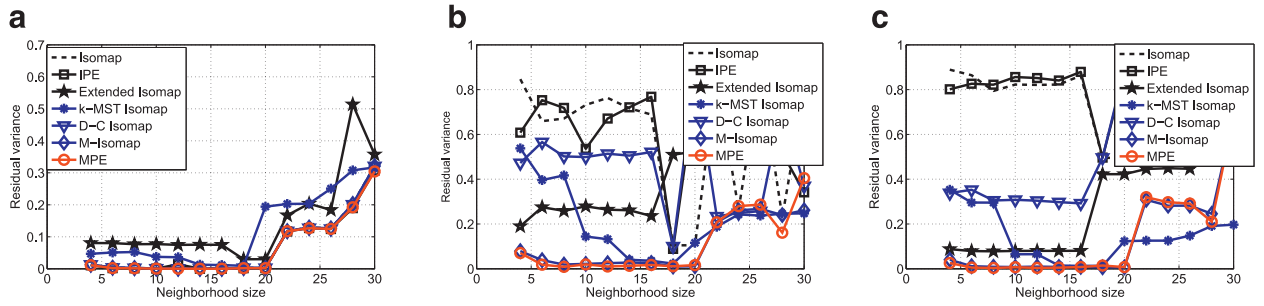 a
0.7
0.6
0.5
0.4
0.3
0.2
0.1
0
Residual variance
Isomap
IPE
Extended Isomap
k-MST Isomap
D-C Isomap
M-Isomap
MPE
0 5 10 15 20 25 30
Neighborhood size
b
1
0.8
0.6
0.4
0.2
0
Residual variance
Isomap
IPE
Extended Isomap
k-MST Isomap
D-C Isomap
M-Isomap
MPE
0 5 10 15 20 25 30
Neighborhood size
c
1
0.8
0.6
0.4
0.2
0
Residual variance
Isomap
IPE
Extended Isomap
k-MST Isomap
D-C Isomap
M-Isomap
MPE
0 5 10 15 20 25 30
Neighborhood size